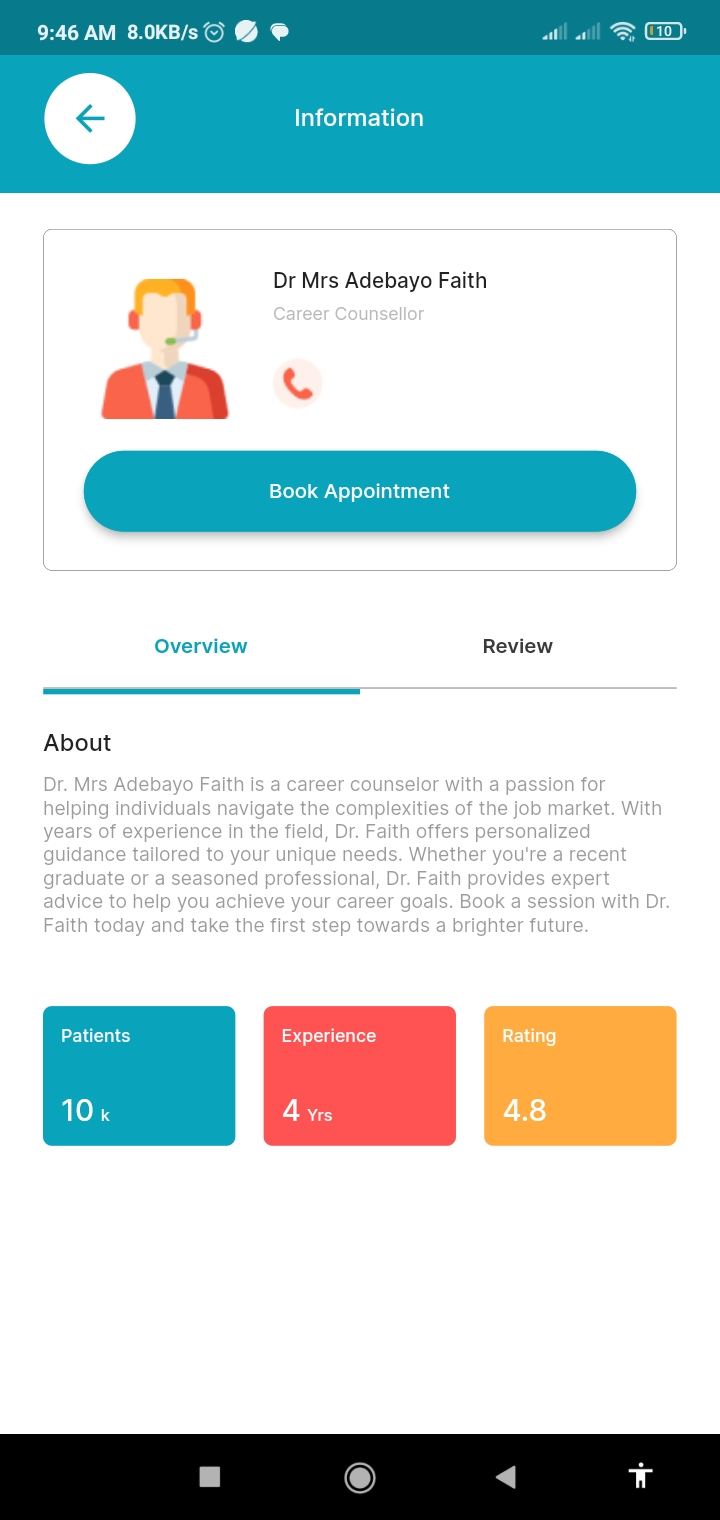 9:46 AM 8.0KB/s 10
Information
Dr Mrs Adebayo Faith
Career Counsellor
Book Appointment
Overview Review
About
Dr. Mrs Adebayo Faith is a career counselor with a passion for
helping individuals navigate the complexities of the job market. With
years of experience in the field, Dr. Faith offers personalized
guidance tailored to your unique needs. Whether you're a recent
graduate or a seasoned professional, Dr. Faith provides expert
advice to help you achieve your career goals. Book a session with Dr.
Faith today and take the first step towards a brighter future.
Patients Experience Rating
10 k 4 Yrs 4.8